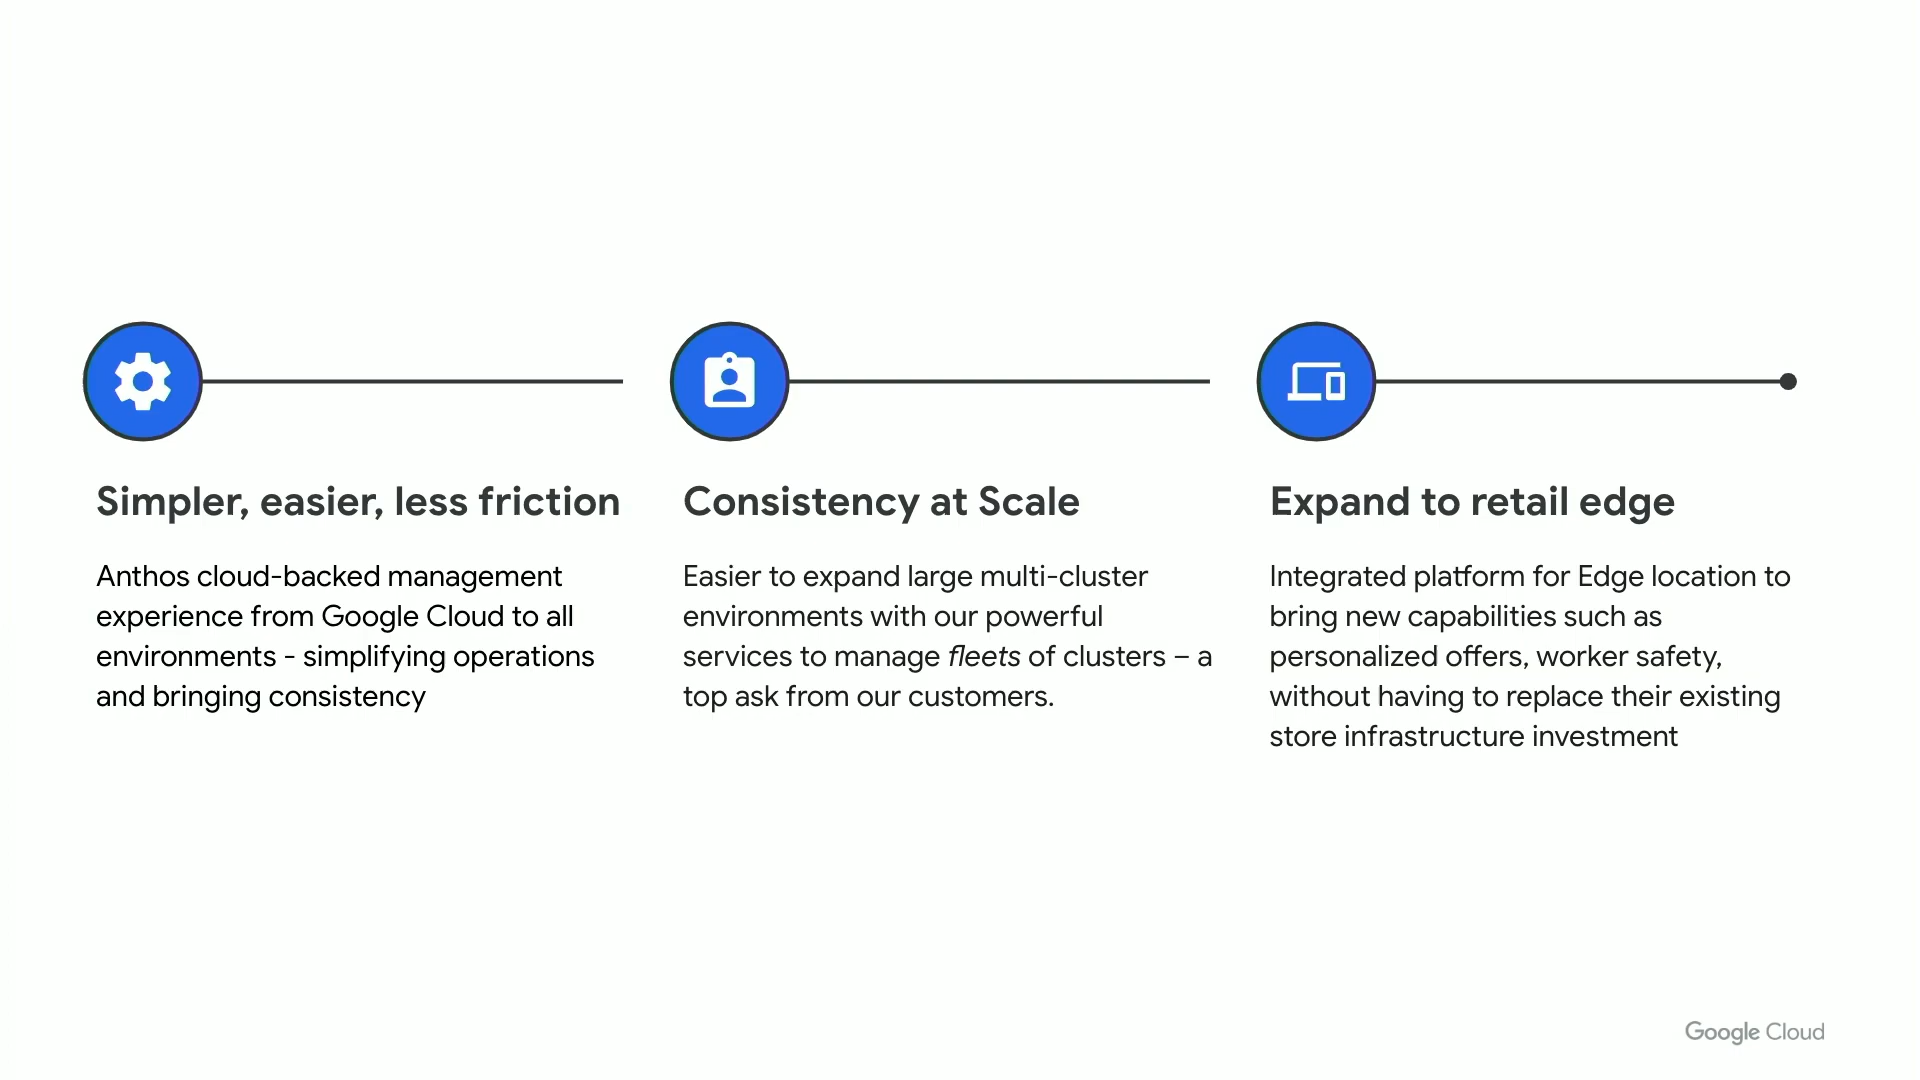 Simpler, easier, less friction
Anthos cloud-backed management
experience from Google Cloud to all
environments - simplifying operations
and bringing consistency
Consistency at Scale
Easier to expand large multi-cluster
environments with our powerful
services to manage fleets of clusters – a
top ask from our customers.
Expand to retail edge
Integrated platform for Edge location to
bring new capabilities such as
personalized offers, worker safety,
without having to replace their existing
store infrastructure investment
Google Cloud